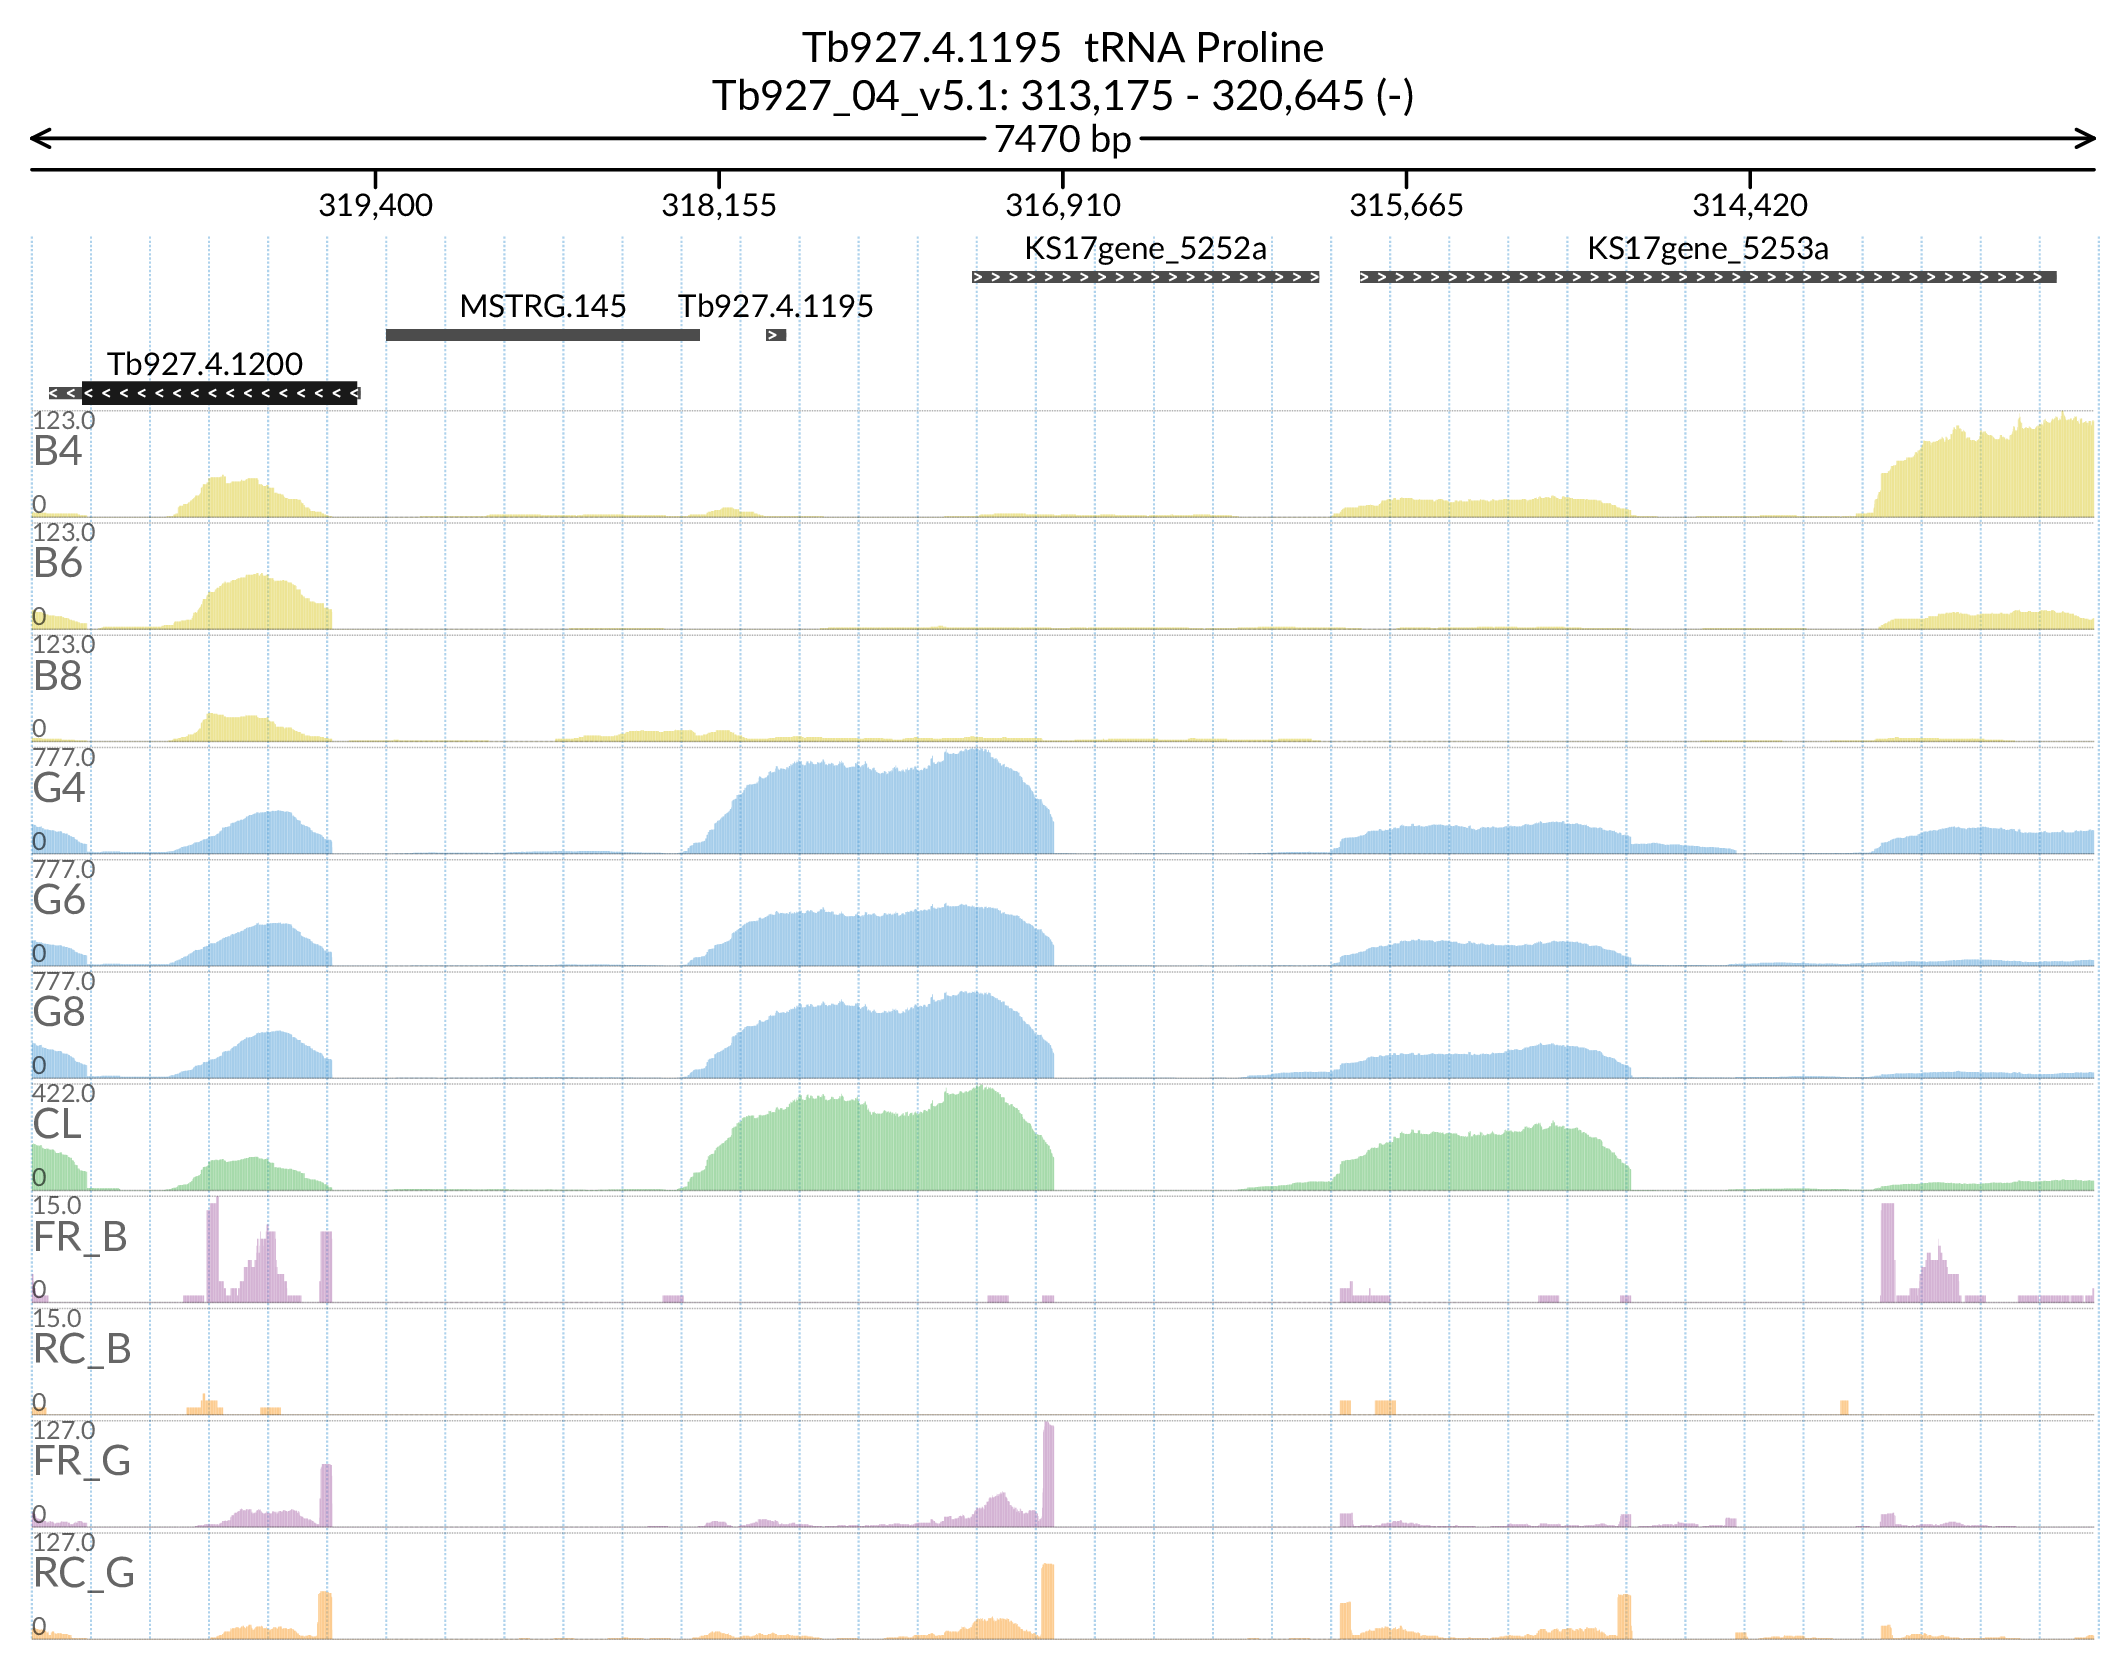 Tb927.4.1195  tRNA Proline
Tb927_04_v5.1: 313,175 - 320,645 (-)
7470 bp
319,400 318,155 316,910 315,665 314,420
KS17gene_5252a KS17gene_5253a
MSTRG.145 Tb927.4.1195
Tb927.4.1200
123.0
B4
0
123.0
B6
0
123.0
B8
0
777.0
G4
0
777.0
G6
0
777.0
G8
0
422.0
CL
0
15.0
FR_B
0
15.0
RC_B
0
127.0
FR_G
0
127.0
RC_G
0